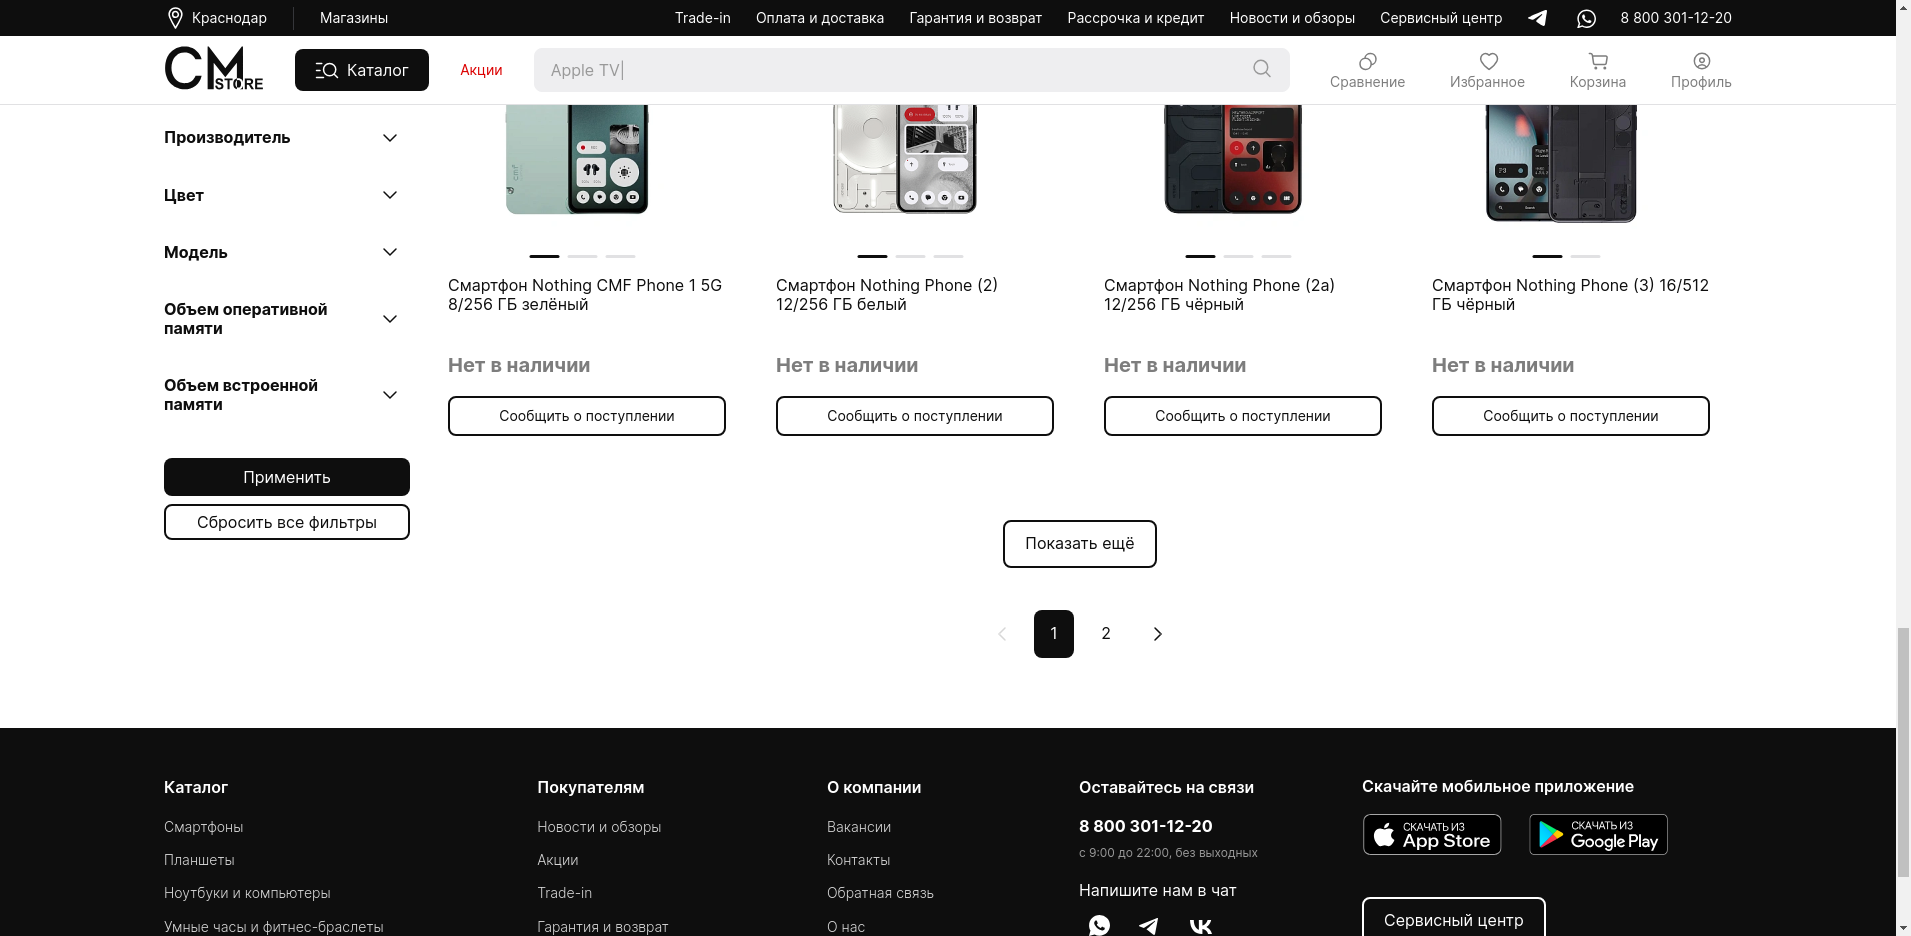 Краснодар
Магазины
Trade-in
Оплата и доставка
Гарантия и возврат
Рассрочка и кредит
Новости и обзоры
Сервисный центр
8 800 301-12-20
CM STORE
Каталог
Акции
Apple TV
Сравнение
Избранное
Корзина
Профиль
Производитель
Цвет
Модель
Объем оперативной
памяти
Объем встроенной
памяти
Применить
Сбросить все фильтры
Смартфон Nothing CMF Phone 1 5G
8/256 ГБ зелёный
Нет в наличии
Сообщить о поступлении
Смартфон Nothing Phone (2)
12/256 ГБ белый
Нет в наличии
Сообщить о поступлении
Смартфон Nothing Phone (2a)
12/256 ГБ чёрный
Нет в наличии
Сообщить о поступлении
Смартфон Nothing Phone (3) 16/512
ГБ чёрный
Нет в наличии
Сообщить о поступлении
Показать ещё
1
2
Каталог
Смартфоны
Планшеты
Ноутбуки и компьютеры
Умные часы и фитнес-браслеты
Покупателям
Новости и обзоры
Акции
Trade-in
Гарантия и возврат
О компании
Вакансии
Контакты
Обратная связь
О нас
Оставайтесь на связи
8 800 301-12-20
с 9:00 до 22:00, без выходных
Напишите нам в чат
Скачайте мобильное приложение
СКАЧАТЬ ИЗ
App Store
СКАЧАТЬ ИЗ
Google Play
Сервисный центр